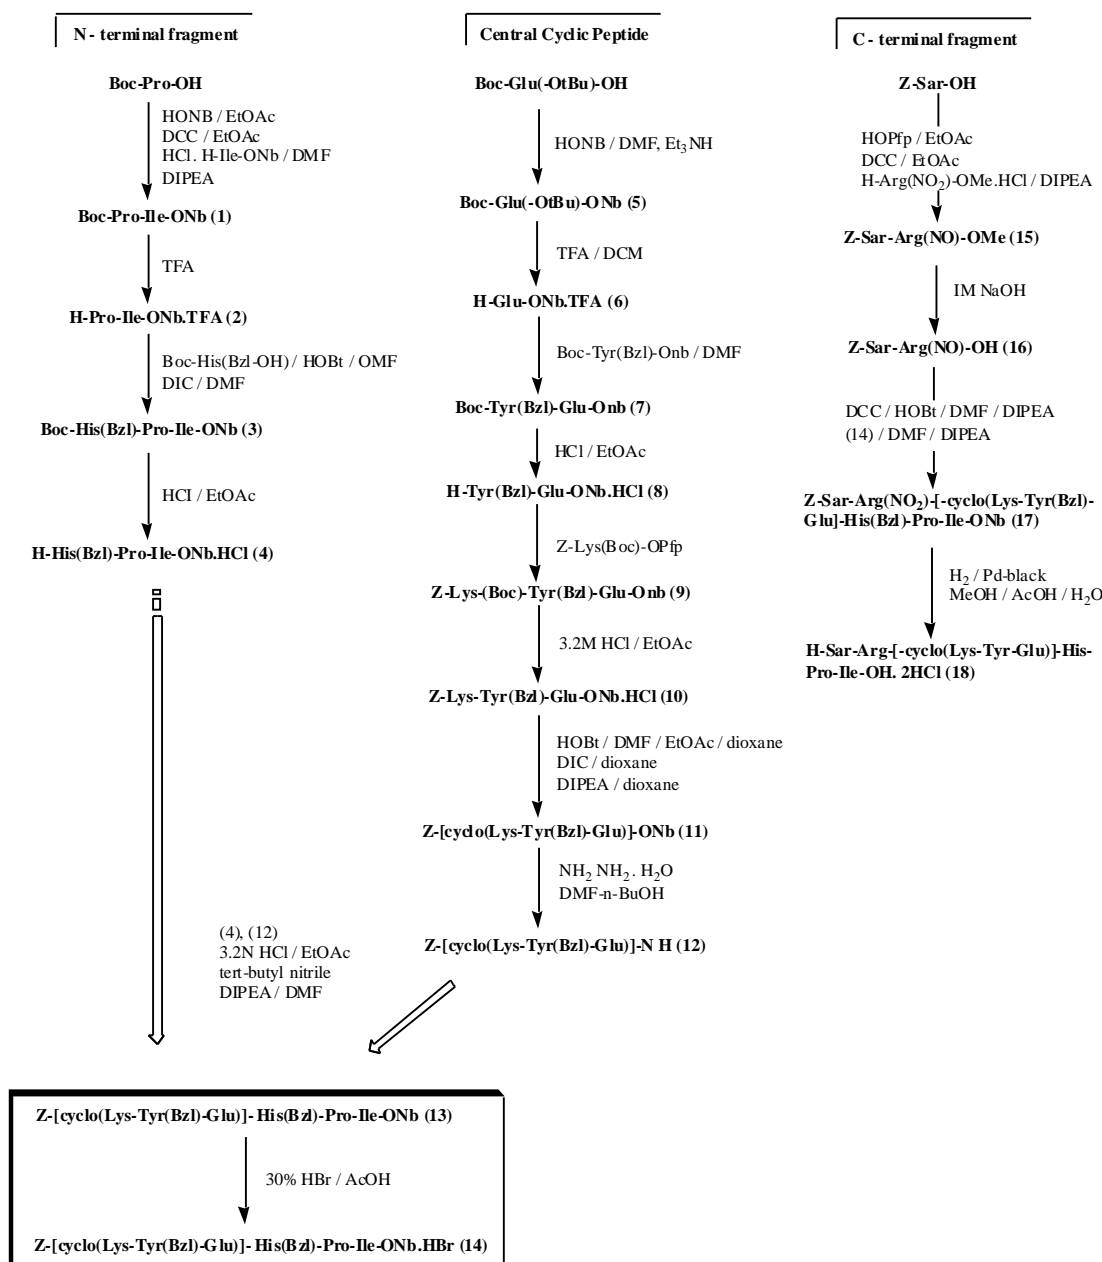 N - terminal fragment
Boc-Pro-OH
HONB / EtOAc
DCC / EtOAc
HCl. H-Ile-ONb / DMF
DIPEA
Boc-Pro-Ile-ONb (1)
TFA
H-Pro-Ile-ONb.TFA (2)
Boc-His(Bzl-OH) / HOBt / OMF
DIC / DMF
Boc-His(Bzl)-Pro-Ile-ONb (3)
HCI / EtOAc
H-His(Bzl)-Pro-Ile-ONb.HCl (4)
Central Cyclic Peptide
Boc-Glu(-OtBu)-OH
HONB / DMF, Et₃NH
Boc-Glu(-OtBu)-ONb (5)
TFA / DCM
H-Glu-ONb.TFA (6)
Boc-Tyr(Bzl)-Onb / DMF
Boc-Tyr(Bzl)-Glu-Onb (7)
HCl / EtOAc
H-Tyr(Bzl)-Glu-ONb.HCl (8)
Z-Lys(Boc)-OPfp
Z-Lys-(Boc)-Tyr(Bzl)-Glu-Onb (9)
3.2M HCl / EtOAc
Z-Lys-Tyr(Bzl)-Glu-ONb.HCl (10)
HOBt / DMF / EtOAc / dioxane
DIC / dioxane
DIPEA / dioxane
Z-[cyclo(Lys-Tyr(Bzl)-Glu)]-ONb (11)
NH₂ NH₂ . H₂O
DMF-n-BuOH
Z-[cyclo(Lys-Tyr(Bzl)-Glu)]-N H (12)
C - terminal fragment
Z-Sar-OH
HOPfp / EtOAc
DCC / EtOAc
H-Arg(NO₂)-OMe.HCl / DIPEA
Z-Sar-Arg(NO)-OMe (15)
IM NaOH
Z-Sar-Arg(NO)-OH (16)
DCC / HOBt / DMF / DIPEA
(14) / DMF / DIPEA
Z-Sar-Arg(NO₂)-[-cyclo(Lys-Tyr(Bzl)-
Glu]-His(Bzl)-Pro-Ile-ONb (17)
H₂ / Pd-black
MeOH / AcOH / H₂O
H-Sar-Arg-[-cyclo(Lys-Tyr-Glu)]-His-
Pro-Ile-OH. 2HCl (18)
(4), (12)
3.2N HCl / EtOAc
tert-butyl nitrile
DIPEA / DMF
Z-[cyclo(Lys-Tyr(Bzl)-Glu)]- His(Bzl)-Pro-Ile-ONb (13)
30% HBr / AcOH
Z-[cyclo(Lys-Tyr(Bzl)-Glu)]- His(Bzl)-Pro-Ile-ONb.HBr (14)